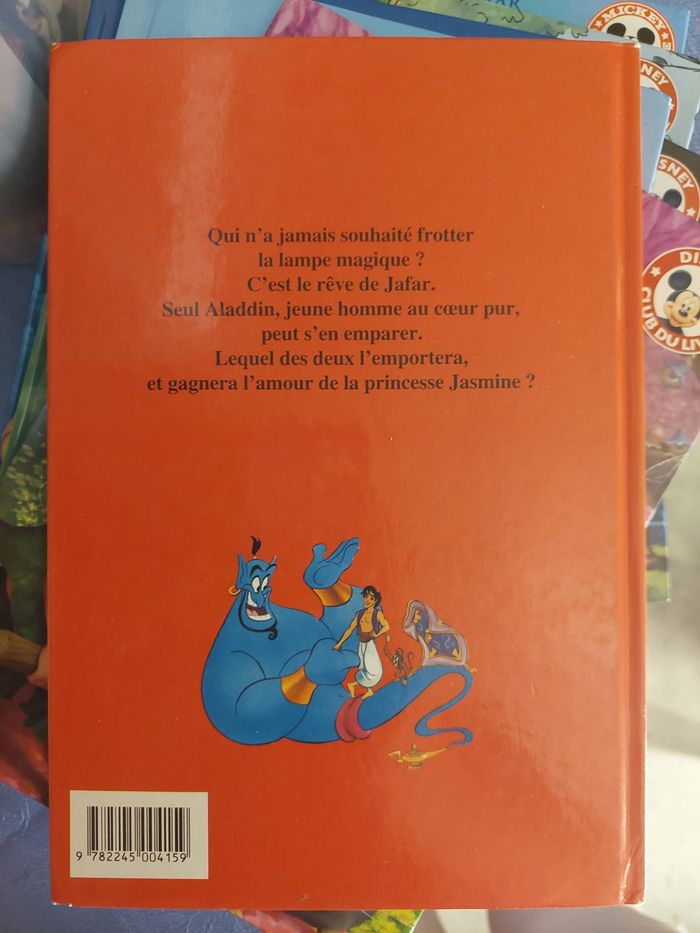 MICKEY
DISNEY
DISNEY
CLUB DU LIV
Qui n'a jamais souhaité frotter
la lampe magique ?
C'est le rêve de Jafar.
Seul Aladdin, jeune homme au cœur pur,
peut s'en emparer.
Lequel des deux l'emportera,
et gagnera l'amour de la princesse Jasmine ?
9 782245 004159